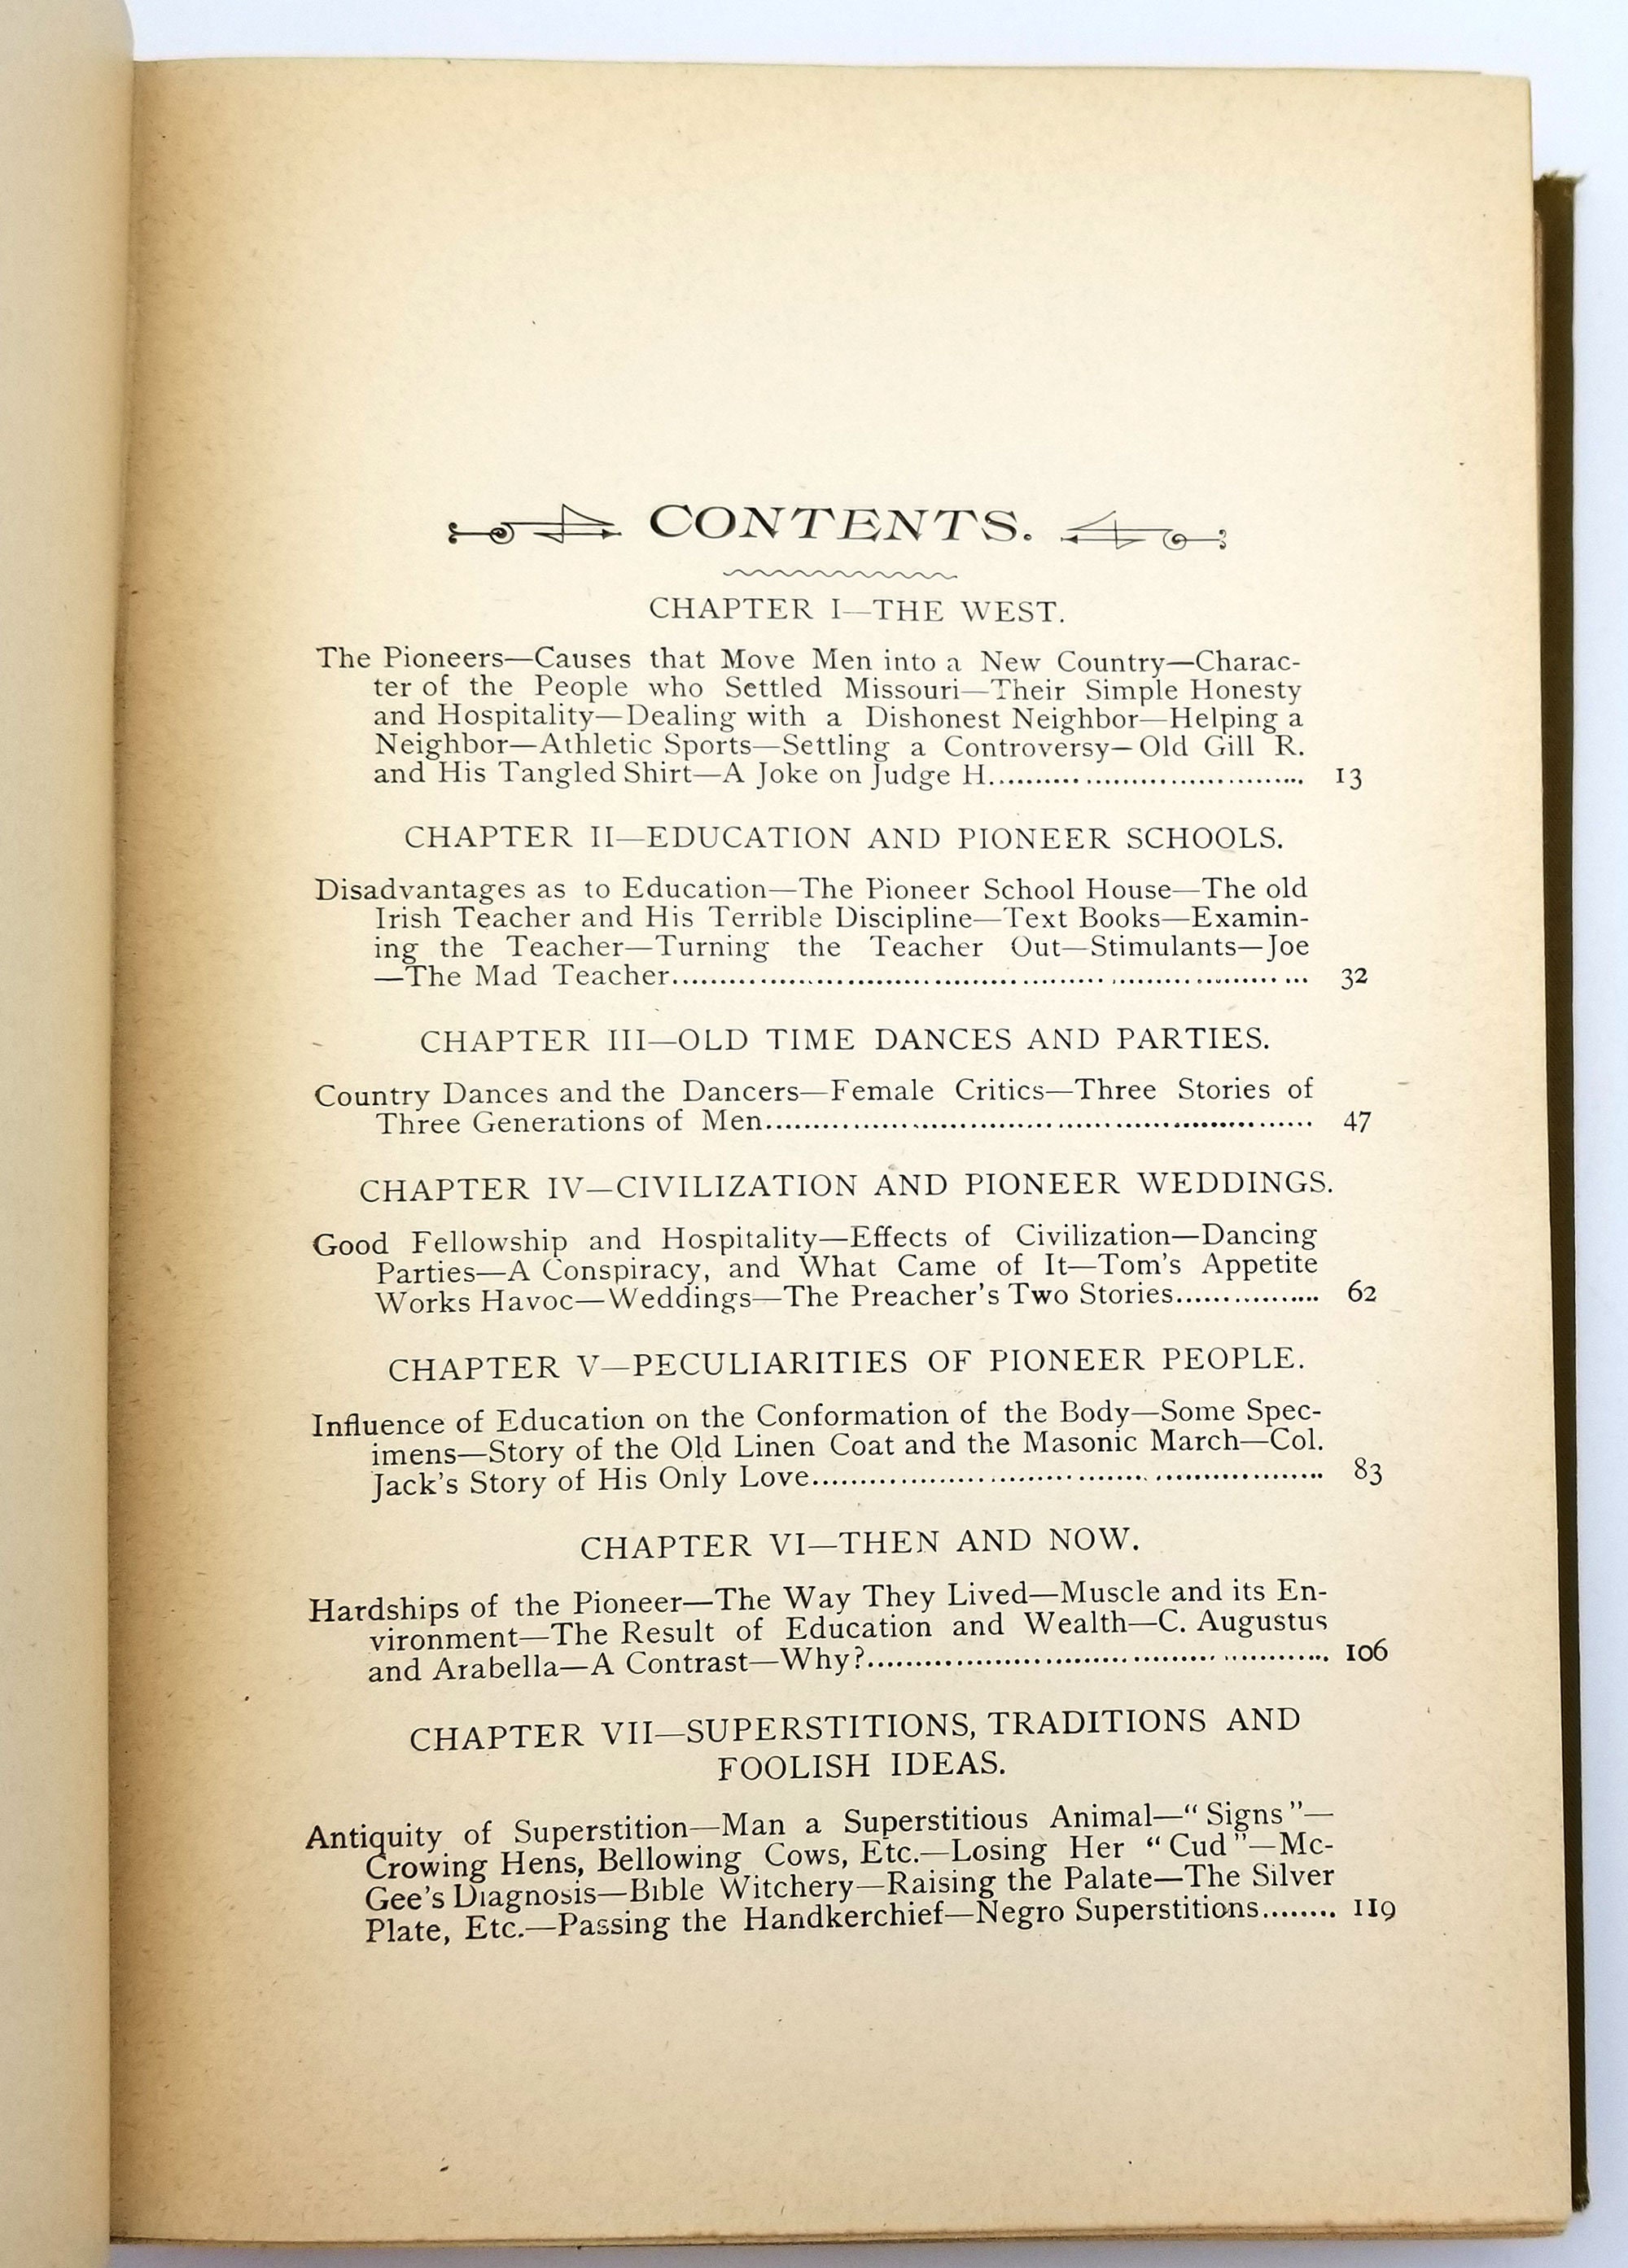 CONTENTS.
CHAPTER I—THE WEST.
The Pioneers—Causes that Move Men into a New Country—Charac-
ter of the People who Settled Missouri—Their Simple Honesty
and Hospitality—Dealing with a Dishonest Neighbor—Helping a
Neighbor—Athletic Sports—Settling a Controversy—Old Gill R.
and His Tangled Shirt—A Joke on Judge H.......................................... 13
CHAPTER II—EDUCATION AND PIONEER SCHOOLS.
Disadvantages as to Education—The Pioneer School House—The old
Irish Teacher and His Terrible Discipline—Text Books—Examin-
ing the Teacher—Turning the Teacher Out—Stimulants—Joe
—The Mad Teacher.................................................................. 32
CHAPTER III—OLD TIME DANCES AND PARTIES.
Country Dances and the Dancers—Female Critics—Three Stories of
Three Generations of Men......................................................... 47
CHAPTER IV—CIVILIZATION AND PIONEER WEDDINGS.
Good Fellowship and Hospitality—Effects of Civilization—Dancing
Parties—A Conspiracy, and What Came of It—Tom's Appetite
Works Havoc—Weddings—The Preacher's Two Stories................ 62
CHAPTER V—PECULIARITIES OF PIONEER PEOPLE.
Influence of Education on the Conformation of the Body—Some Spec-
imens—Story of the Old Linen Coat and the Masonic March—Col.
Jack's Story of His Only Love..................................................... 83
CHAPTER VI—THEN AND NOW.
Hardships of the Pioneer—The Way They Lived—Muscle and its En-
vironment—The Result of Education and Wealth—C. Augustus
and Arabella—A Contrast—Why?................................................ 106
CHAPTER VII—SUPERSTITIONS, TRADITIONS AND
FOOLISH IDEAS.
Antiquity of Superstition—Man a Superstitious Animal—“Signs”—
Crowing Hens, Bellowing Cows, Etc.—Losing Her “Cud”—Mc-
Gee's Diagnosis—Bible Witchery—Raising the Palate—The Silver
Plate, Etc.—Passing the Handkerchief—Negro Superstitions........ 119